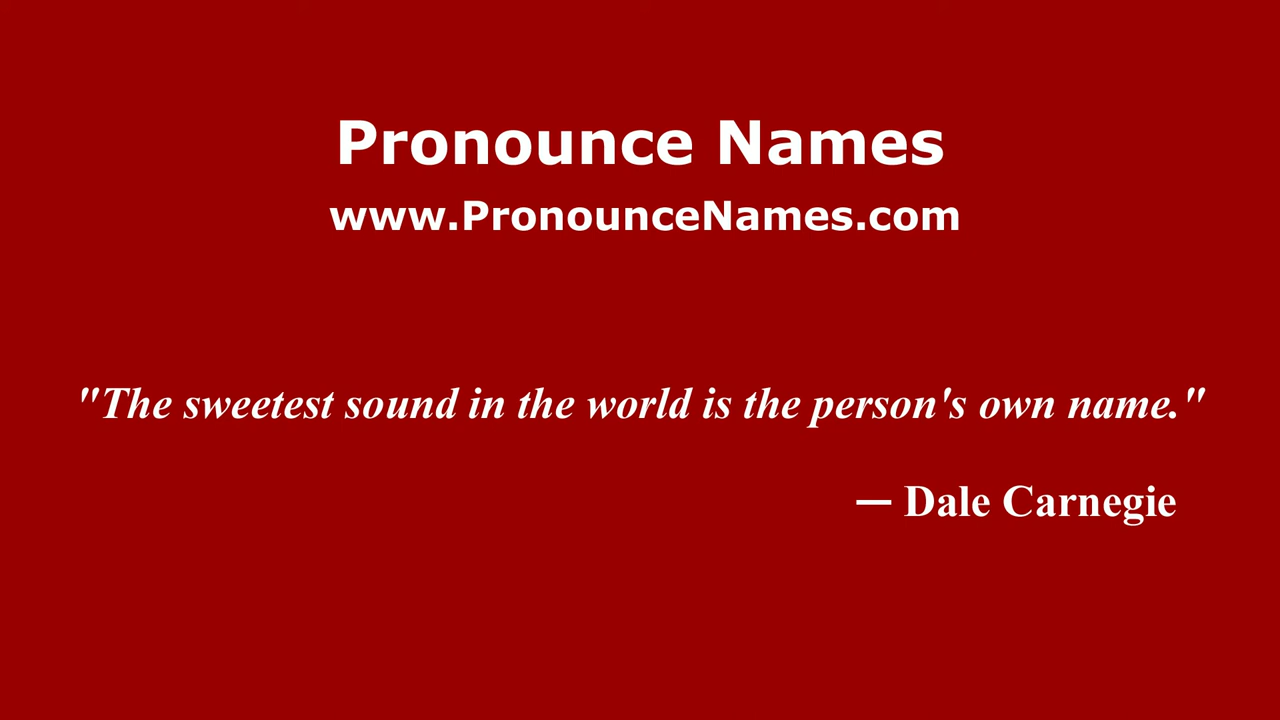 Pronounce Names
www.PronounceNames.com
"The sweetest sound in the world is the person's own name."
— Dale Carnegie